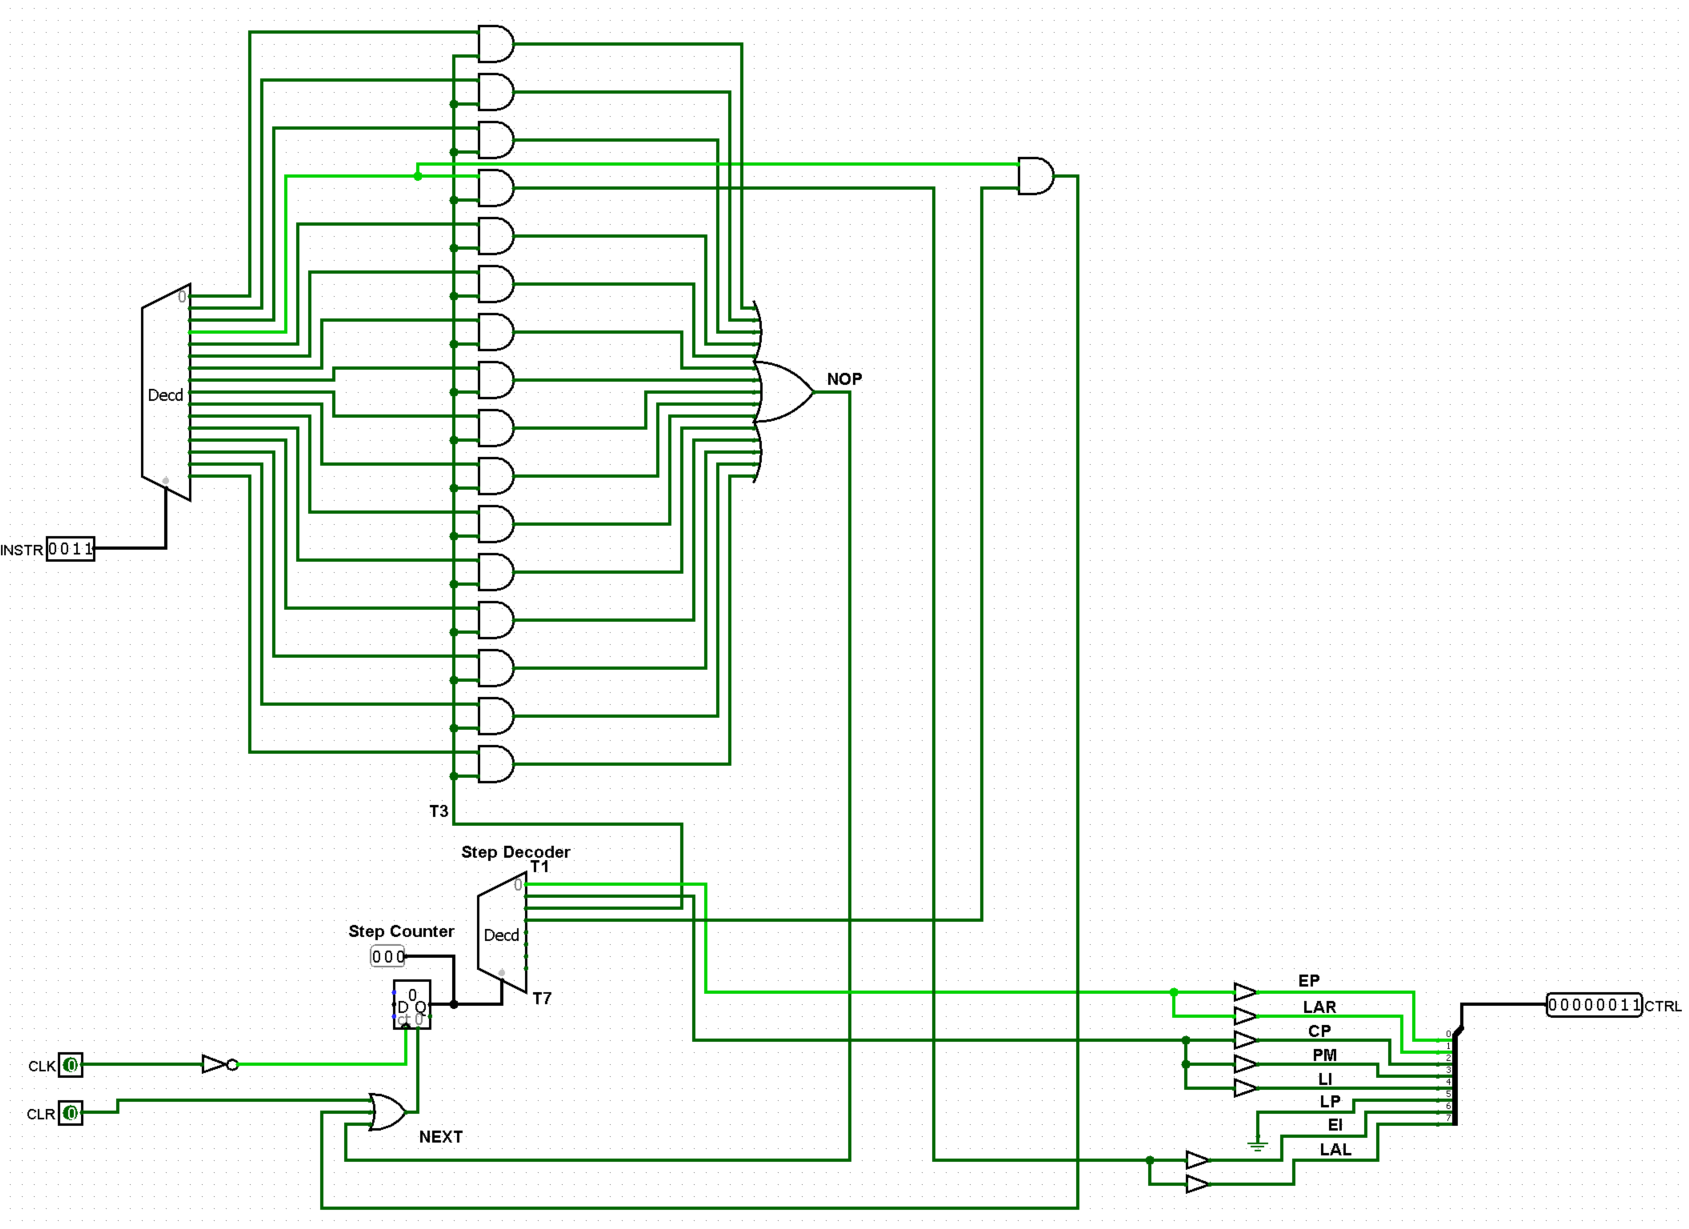 0
Decd
NOP
INSTR
0011
T3
Step Decoder
T1
0
Step Counter
000
Decd
0
D Q
ct 0
T7
CLK
0
CLR
0
NEXT
EP
LAR
CP
PM
LI
LP
EI
LAL
0
1
2
3
4
5
6
7
00000011
CTRL